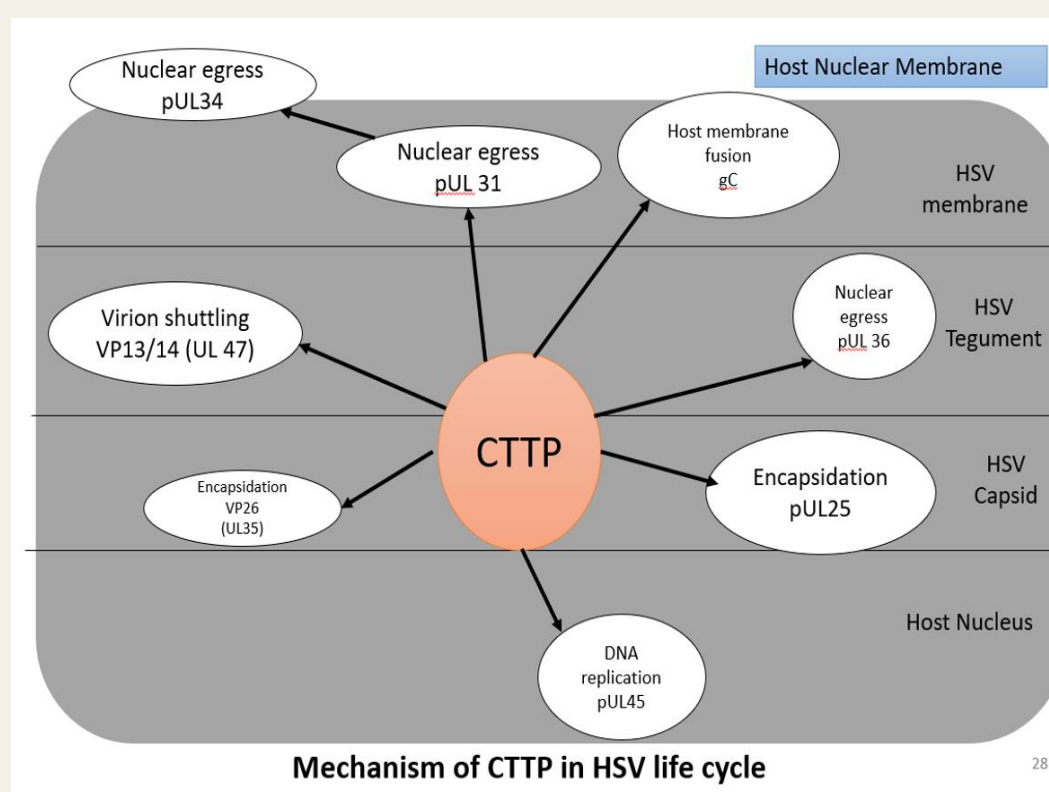 Host Nuclear Membrane
Nuclear egress
pUL34
Nuclear egress
pUL 31
Host membrane
fusion
gC
HSV
membrane
Virion shuttling
VP13/14 (UL 47)
Nuclear
egress
pUL 36
HSV
Tegument
CTTP
Encapsidation
VP26
(UL35)
Encapsidation
pUL25
HSV
Capsid
Host Nucleus
DNA
replication
pUL45
Mechanism of CTTP in HSV life cycle
28